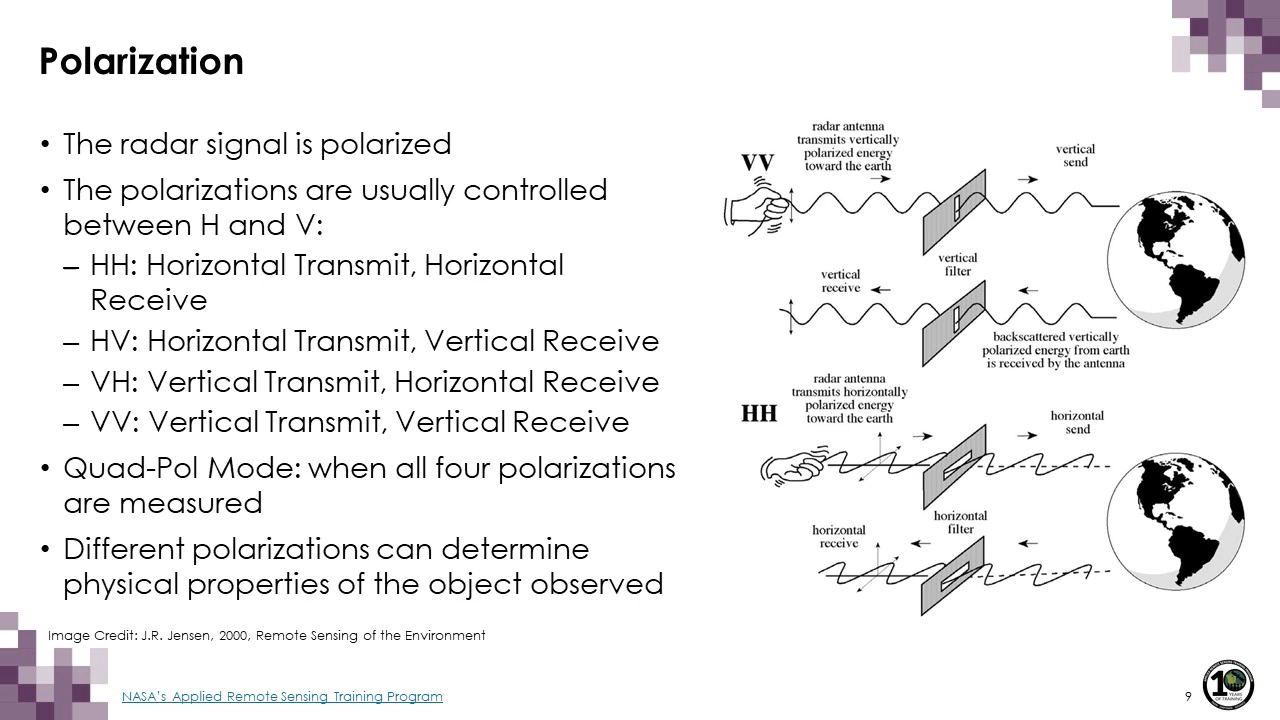 Polarization
• The radar signal is polarized
• The polarizations are usually controlled
between H and V:
– HH: Horizontal Transmit, Horizontal
Receive
– HV: Horizontal Transmit, Vertical Receive
– VH: Vertical Transmit, Horizontal Receive
– VV: Vertical Transmit, Vertical Receive
• Quad-Pol Mode: when all four polarizations
are measured
• Different polarizations can determine
physical properties of the object observed
VV
radar antenna
transmits vertically
polarized energy
toward the earth
vertical
send
vertical
filter
vertical
receive
backscattered vertically
polarized energy from earth
is received by the antenna
HH
radar antenna
transmits horizontally
polarized energy
toward the earth
horizontal
send
horizontal
filter
horizontal
receive
Image Credit: J.R. Jensen, 2000, Remote Sensing of the Environment
NASA's Applied Remote Sensing Training Program
9
10
YEARS
OF TRAINING